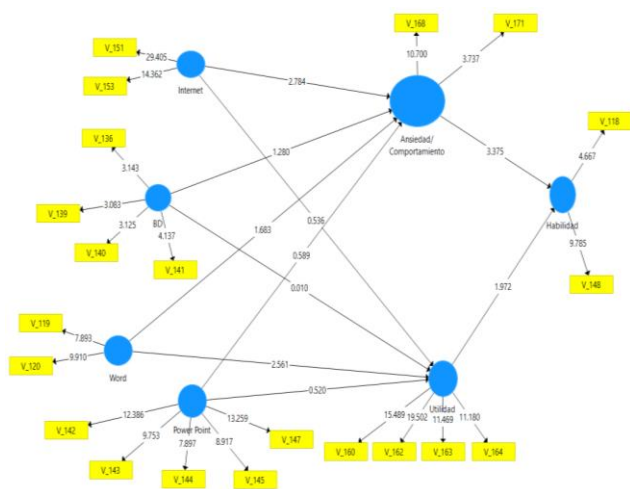 V_168
V_171
V_151
29.405
10.700
3.737
V_153
14.362
Internet
2.784
Ansiedad/
Comportamiento
V_118
V_136
3.143
1.280
3.375
4.667
V_139
3.083
BD
3.125
4.137
V_140
V_141
1.683
0.536
0.589
Habilidad
9.785
V_148
0.010
1.972
V_119
7.893
V_120
9.910
Word
2.561
0.520
Utilidad
Power Point
12.386
13.259
V_142
9.753
7.897
8.917
V_147
15.489
19.502
11.469
11.180
V_143
V_144
V_145
V_160
V_162
V_163
V_164